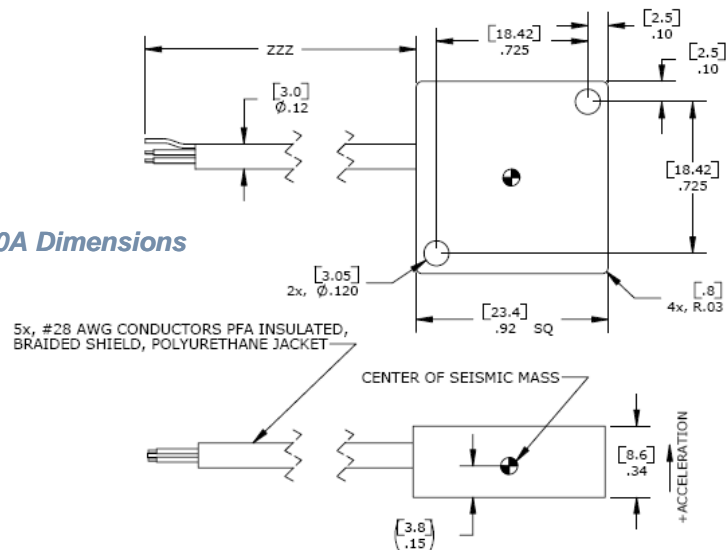 [2.5]
.10
[18.42]
.725
[2.5]
.10
ZZZ
[3.0]
Ø.12
[18.42]
.725
0A Dimensions
[3.05]
2x, Ø.120
[.8]
4x, R.03
[23.4]
.92 SQ
5x, #28 AWG CONDUCTORS PFA INSULATED,
BRAIDED SHIELD, POLYURETHANE JACKET
CENTER OF SEISMIC MASS
[8.6]
.34
+ACCELERATION
([3.8]
.15)